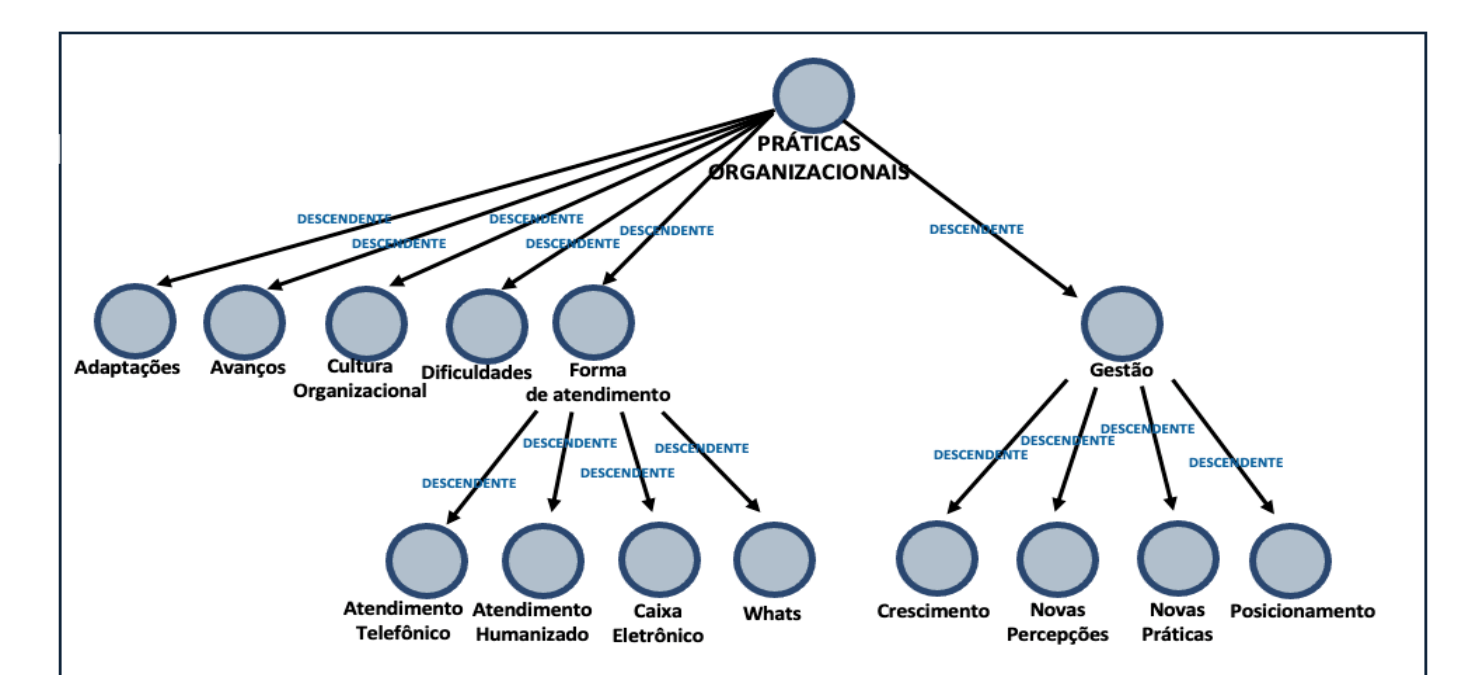 PRÁTICAS
ORGANIZACIONAIS
DESCENDENTE
DESCENDENTE
DESCENDENTE
DESCENDENTE
DESCENDENTE
DESCENDENTE
Adaptações
Avanços
Cultura
Organizacional
Dificuldades
Forma
de atendimento
Gestão
DESCENDENTE
DESCENDENTE
DESCENDENTE
DESCENDENTE
DESCENDENTE
DESCENDENTE
DESCENDENTE
DESCENDENTE
Atendimento
Telefônico
Atendimento
Humanizado
Caixa
Eletrônico
Whats
Crescimento
Novas
Percepções
Novas
Práticas
Posicionamento